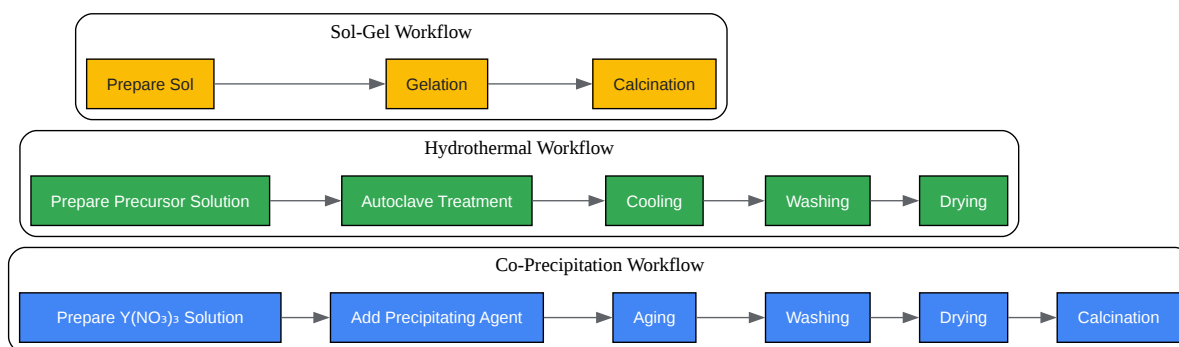 Sol-Gel Workflow
Prepare Sol
Gelation
Calcination
Hydrothermal Workflow
Prepare Precursor Solution
Autoclave Treatment
Cooling
Washing
Drying
Co-Precipitation Workflow
Prepare Y(NO₃)₃ Solution
Add Precipitating Agent
Aging
Washing
Drying
Calcination